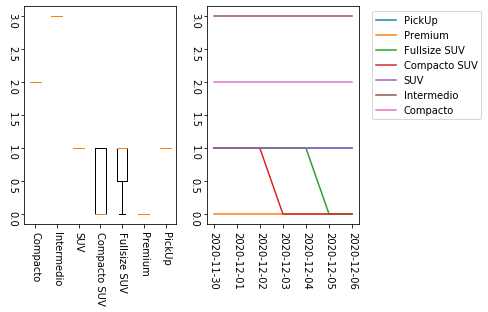 3.0
2.5
2.0
1.5
1.0
0.5
0.0
Compacto
Intermedio
SUV
Compacto SUV
Fullsize SUV
Premium
PickUp
3.0
2.5
2.0
1.5
1.0
0.5
0.0
2020-11-30
2020-12-01
2020-12-02
2020-12-03
2020-12-04
2020-12-05
2020-12-06
PickUp
Premium
Fullsize SUV
Compacto SUV
SUV
Intermedio
Compacto